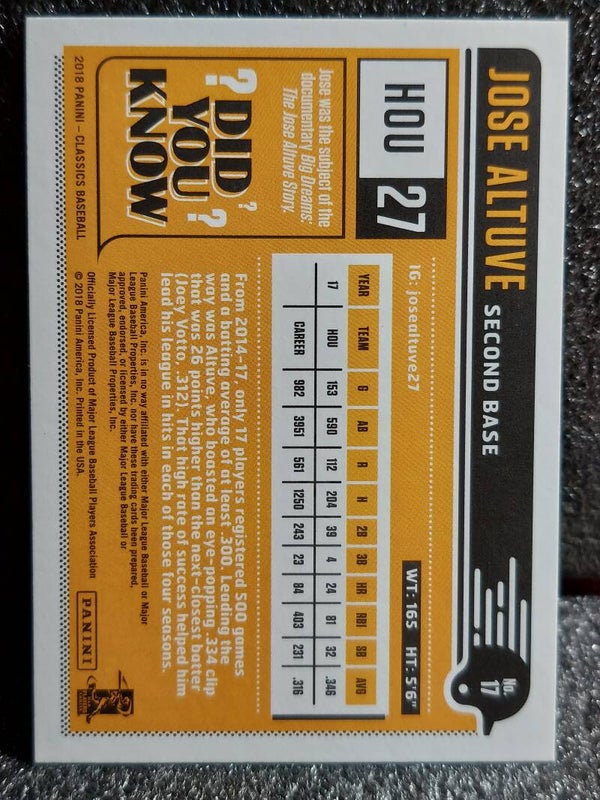 JOSE ALTUVE SECOND BASE
No. 17
HOU 27
IG: josealtuve27
WT: 165 HT: 5'6"
Jose was the subject of the
documentary Big Dreams:
The Jose Altuve Story.
? DID ?
YOU
? KNOW
YEAR TEAM G AB R H 2B 3B HR RBI SB AVG
17 HOU 153 590 112 204 39 4 24 81 32 .346
CAREER 982 3951 561 1250 243 23 84 403 231 .316
From 2014-17, only 17 players registered 500 games
and a batting average of at least .300. Leading the
way was Altuve, who boasted an eye-popping .334 clip
that was 26 points higher than the next-closest batter
(Joey Votto, .312). That high rate of success helped him
lead his league in hits in each of those four seasons.
Panini America, Inc. is in no way affiliated with either Major League Baseball or Major
League Baseball Properties, Inc. nor have these trading cards been prepared,
approved, endorsed, or licensed by either Major League Baseball or
Major League Baseball Properties, Inc.
Officially Licensed Product of Major League Baseball Players Association
© 2018 Panini America, Inc. Printed in the USA.
PANINI
2018 PANINI – CLASSICS BASEBALL